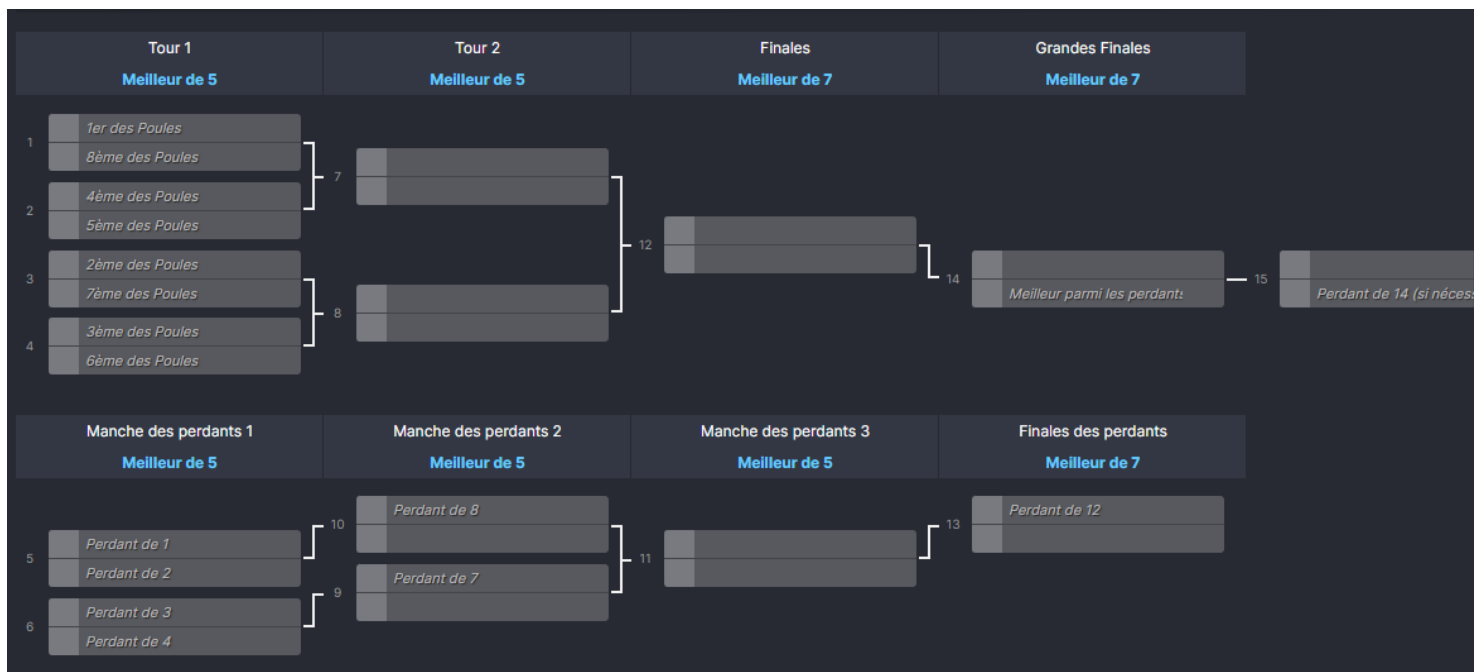 Tour 1
Tour 2
Finales
Grandes Finales
Meilleur de 5
Meilleur de 5
Meilleur de 7
Meilleur de 7
1
1er des Poules
8ème des Poules
2
4ème des Poules
5ème des Poules
3
2ème des Poules
7ème des Poules
4
3ème des Poules
6ème des Poules
7
8
12
14
Meilleur parmi les perdants
15
Perdant de 14 (si nécess
Manche des perdants 1
Manche des perdants 2
Manche des perdants 3
Finales des perdants
Meilleur de 5
Meilleur de 5
Meilleur de 5
Meilleur de 7
5
Perdant de 1
Perdant de 2
6
Perdant de 3
Perdant de 4
10
Perdant de 8
9
Perdant de 7
11
13
Perdant de 12